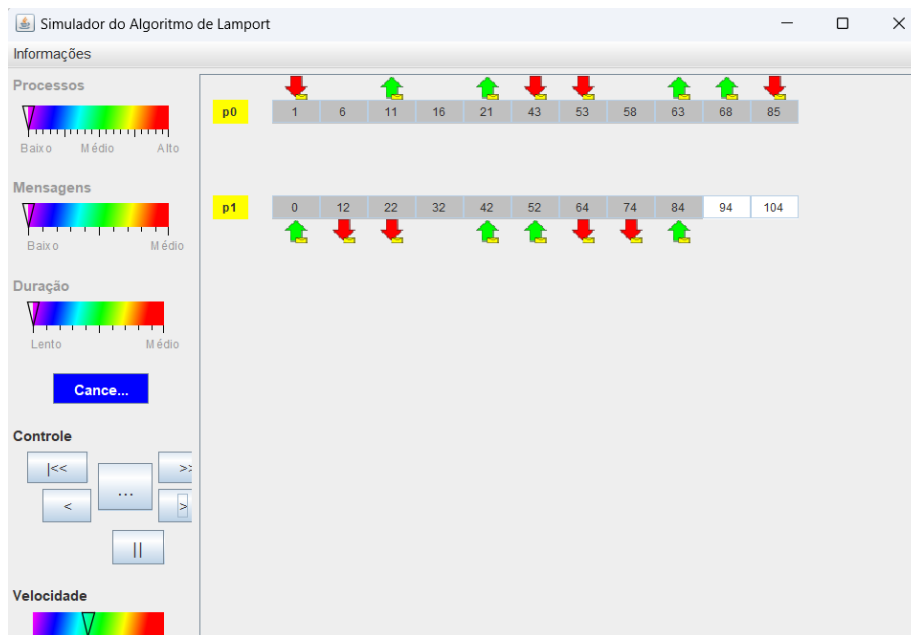 Simulador do Algoritmo de Lamport
Informações
Processos
Baixo Médio Alto
p0 1 6 11 16 21 43 53 58 63 68 85
Mensagens
Baixo Médio
p1 0 12 22 32 42 52 64 74 84 94 104
Duração
Lento Médio
Cance...
Controle
|<< ... >>
< >
||
Velocidade